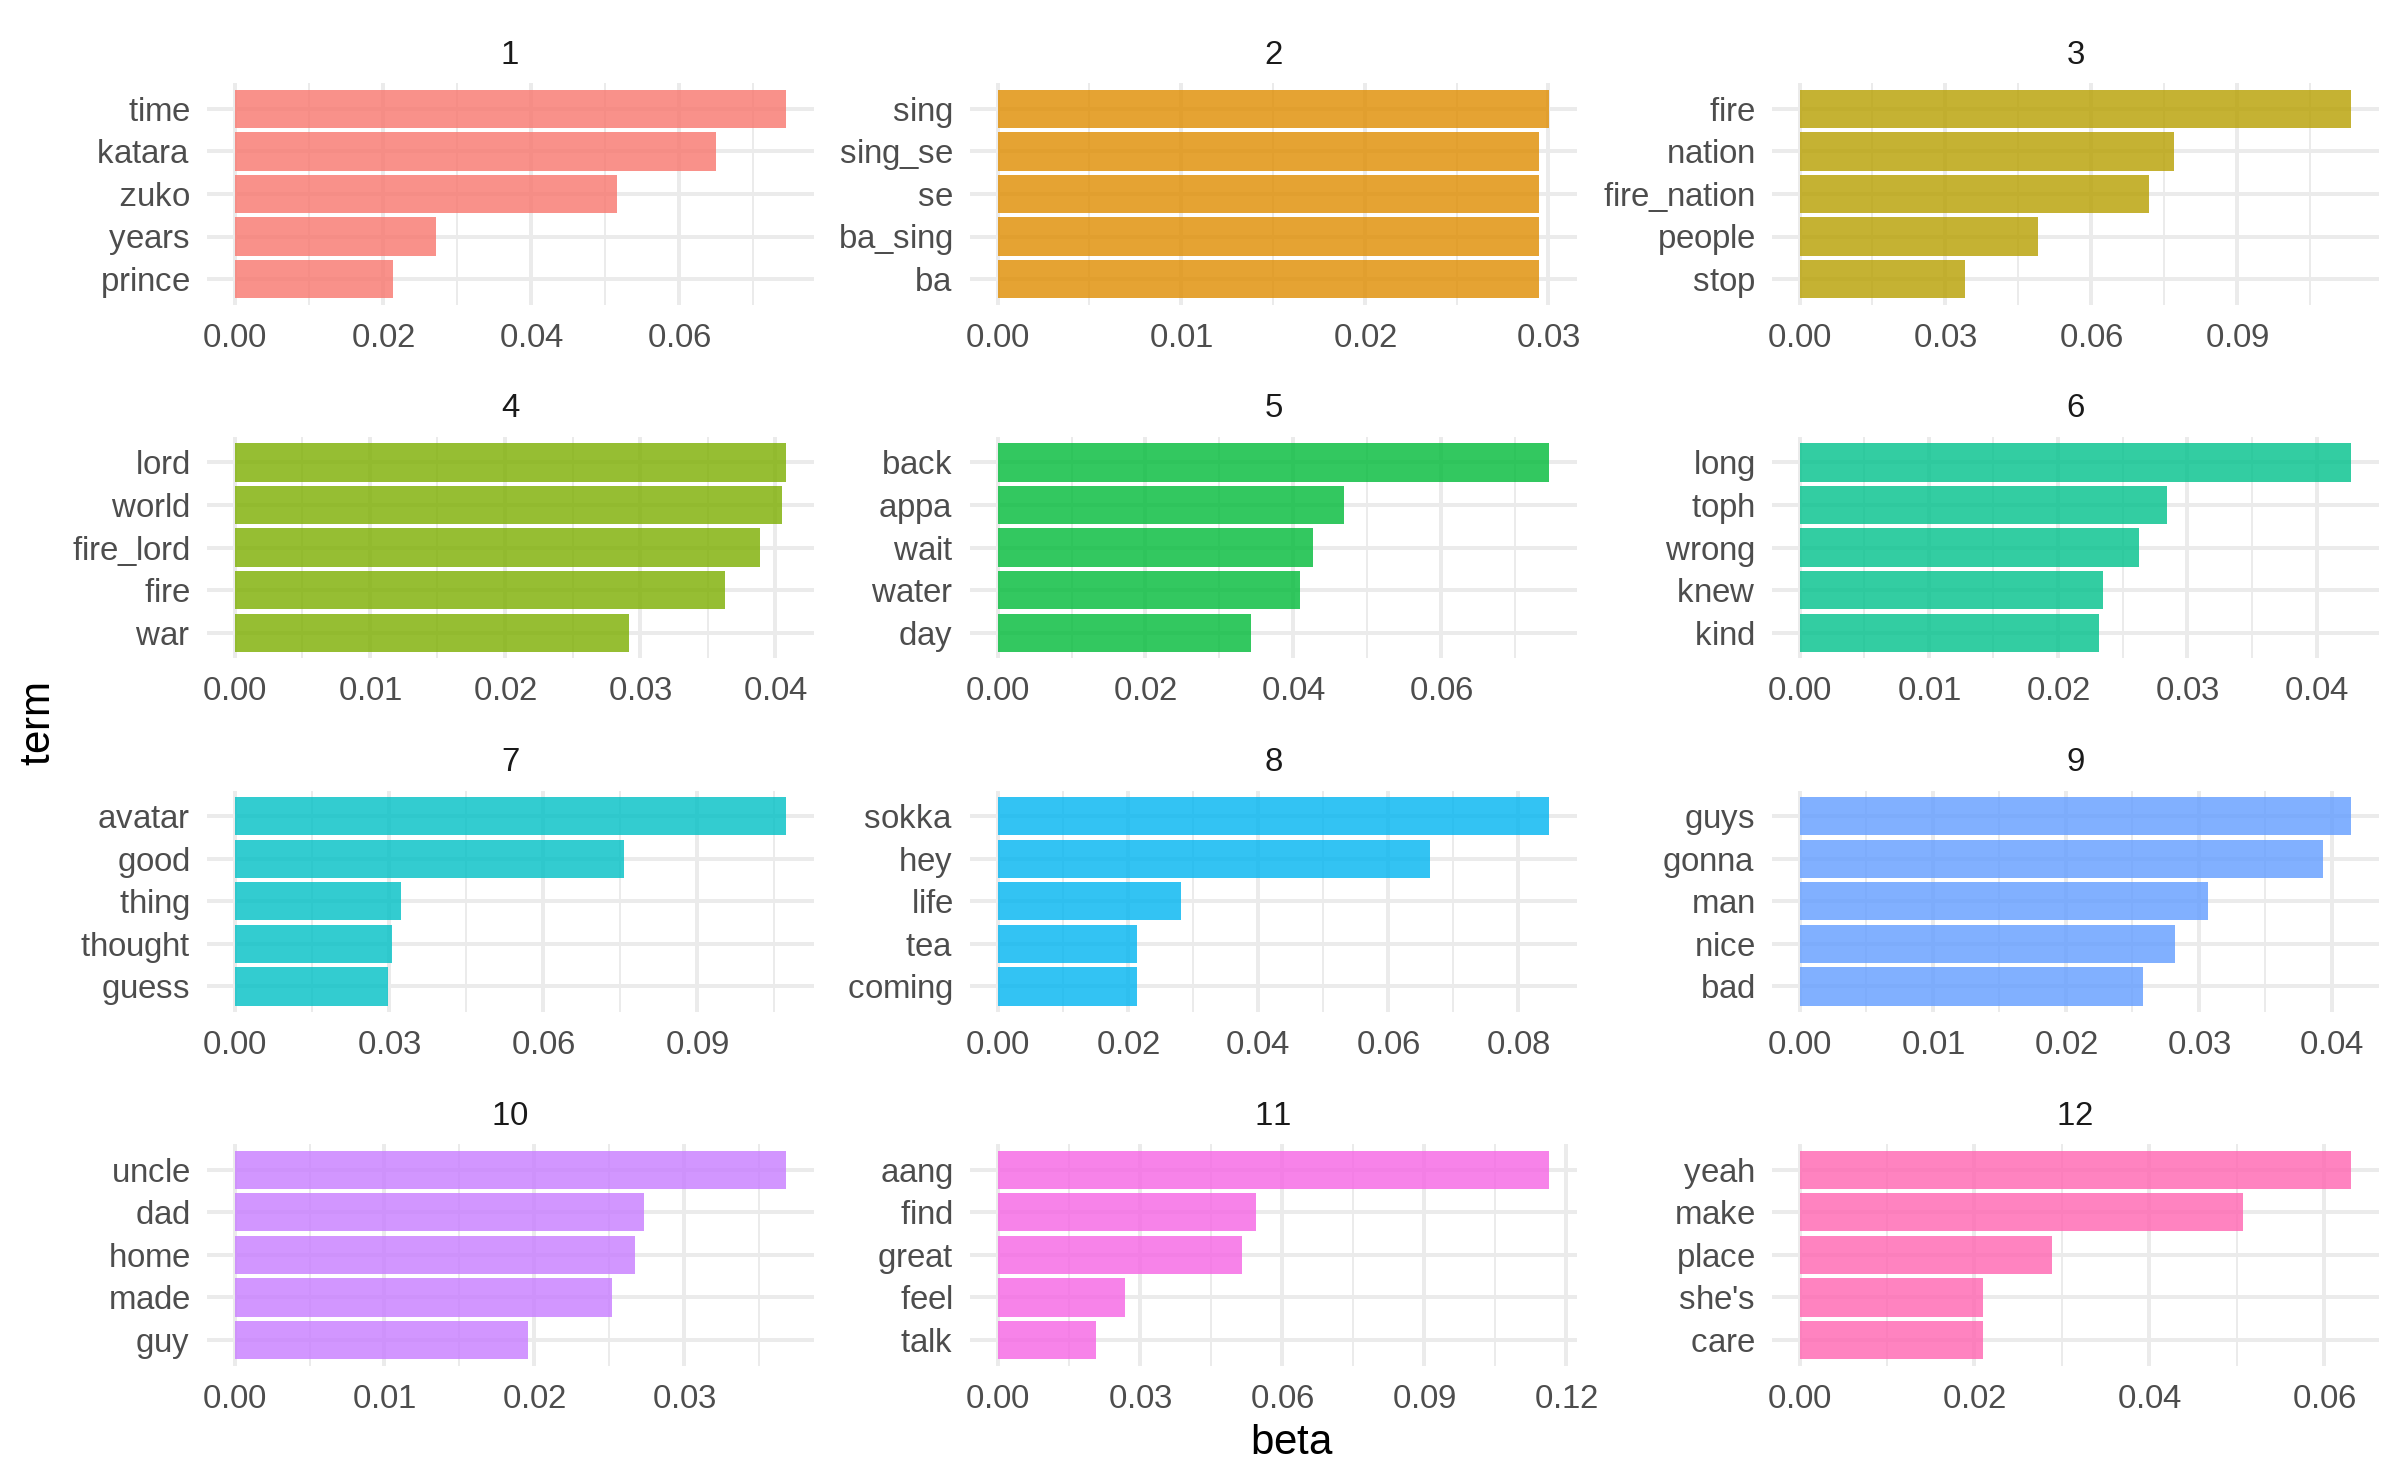 1
time
katara
zuko
years
prince
0.00 0.02 0.04 0.06
2
sing
sing_se
se
ba_sing
ba
0.00 0.01 0.02 0.03
3
fire
nation
fire_nation
people
stop
0.00 0.03 0.06 0.09
4
lord
world
fire_lord
fire
war
0.00 0.01 0.02 0.03 0.04
5
back
appa
wait
water
day
0.00 0.02 0.04 0.06
6
long
toph
wrong
knew
kind
0.00 0.01 0.02 0.03 0.04
7
avatar
good
thing
thought
guess
0.00 0.03 0.06 0.09
8
sokka
hey
life
tea
coming
0.00 0.02 0.04 0.06 0.08
9
guys
gonna
man
nice
bad
0.00 0.01 0.02 0.03 0.04
10
uncle
dad
home
made
guy
0.00 0.01 0.02 0.03
11
aang
find
great
feel
talk
0.00 0.03 0.06 0.09 0.12
12
yeah
make
place
she's
care
0.00 0.02 0.04 0.06
term
beta